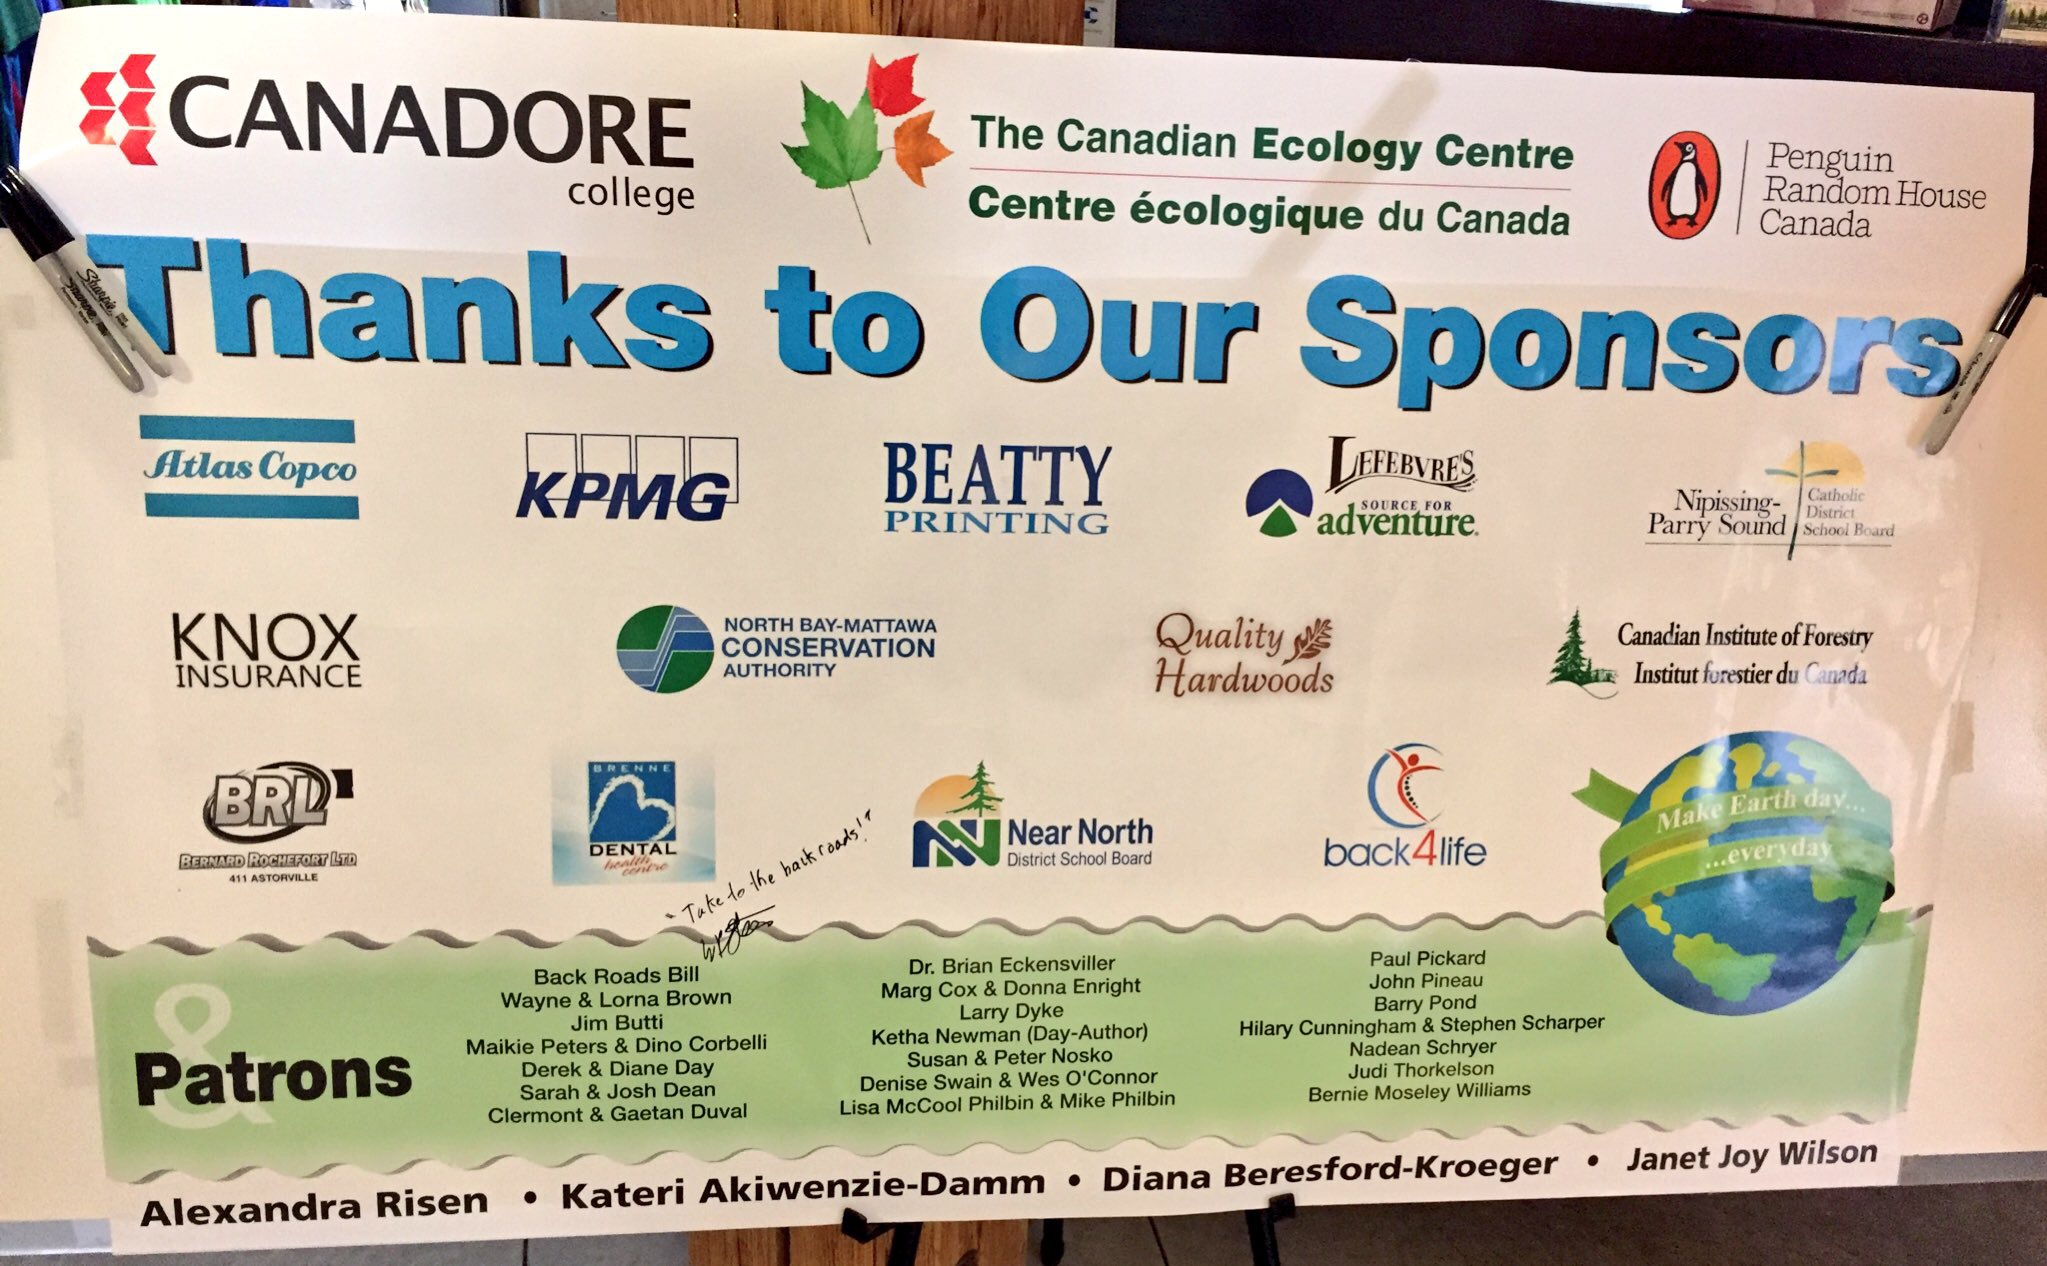 CANADORE
college
The Canadian Ecology Centre
Centre écologique du Canada
Penguin
Random House
Canada
Thanks to Our Sponsors
Atlas Copco
KPMG
BEATTY
PRINTING
LEFEBVRE'S
SOURCE FOR
adventure
Nipissing-
Parry Sound
Catholic
District
School Board
KNOX
INSURANCE
NORTH BAY-MATTAWA
CONSERVATION
AUTHORITY
Quality
Hardwoods
Canadian Institute of Forestry
Institut forestier du Canada
BRL
BERNARD ROCHEFORT LTD
411 ASTORVILLE
BRENNE
DENTAL
health
centre
Near North
District School Board
back4life
Make Earth day...
...everyday
"Take to the back roads!"
& Patrons
Back Roads Bill
Wayne & Lorna Brown
Jim Butti
Maikie Peters & Dino Corbelli
Derek & Diane Day
Sarah & Josh Dean
Clermont & Gaetan Duval
Dr. Brian Eckensviller
Marg Cox & Donna Enright
Larry Dyke
Ketha Newman (Day-Author)
Susan & Peter Nosko
Denise Swain & Wes O'Connor
Lisa McCool Philbin & Mike Philbin
Paul Pickard
John Pineau
Barry Pond
Hilary Cunningham & Stephen Scharper
Nadean Schryer
Judi Thorkelson
Bernie Moseley Williams
Alexandra Risen • Kateri Akiwenzie-Damm • Diana Beresford-Kroeger • Janet Joy Wilson
Sharpie